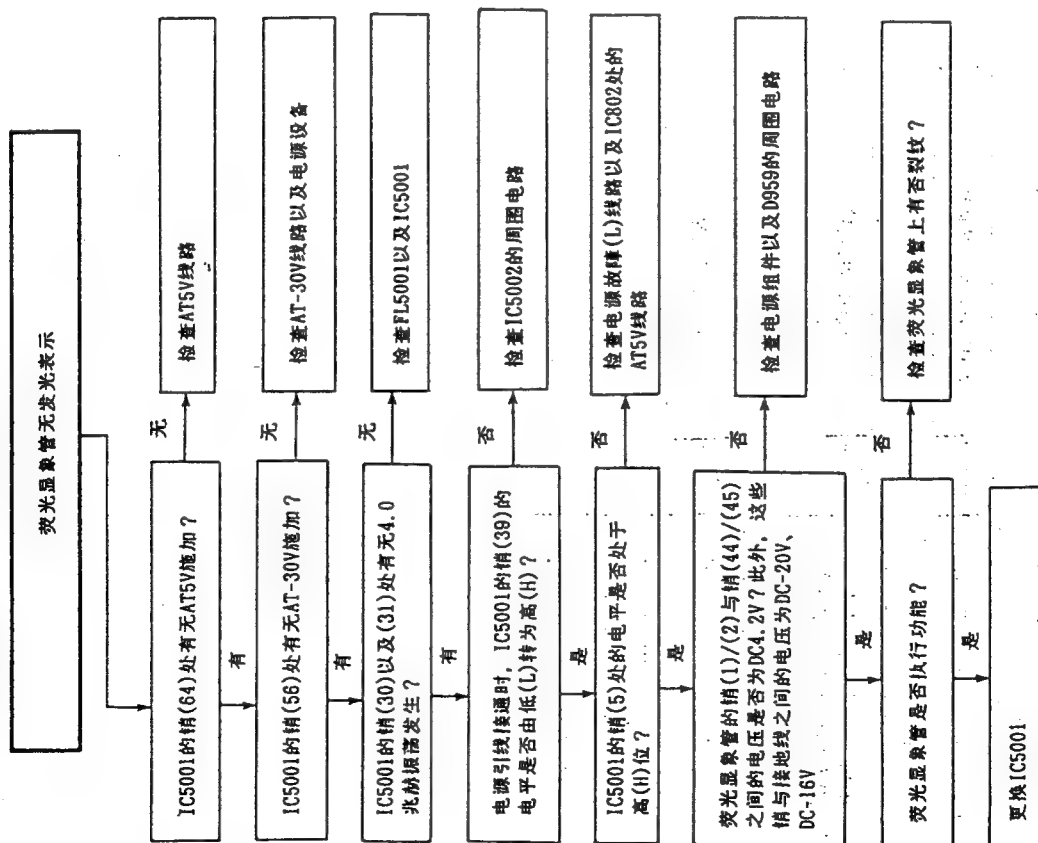 荧光显象管无发光表示
IC5001的销(64)处有无AT5V施加？
无
检查AT5V线路
有
IC5001的销(56)处有无AT-30V施加？
无
检查AT-30V线路以及电源设备
有
IC5001的销(30)以及(31)处有无4.0
兆赫振荡发生？
无
检查FL5001以及IC5001
有
电源引线接通时，IC5001的销(39)的
电平是否由低(L)转为高(H)？
否
检查IC5002的周围电路
是
IC5001的销(5)处的电平是否处于
高(H)位？
否
检查电源故障(L)线路以及IC802处的
AT5V线路
是
荧光显象管的销(1)/(2)与销(44)/(45)
之间的电压是否为DC4.2V？此外，这些
销与接地线之间的电压为DC-20V、
DC-16V
否
检查电源组件以及D959的周围电路
是
荧光显象管是否执行功能？
否
检查荧光显象管上有否裂纹？
是
更换IC5001